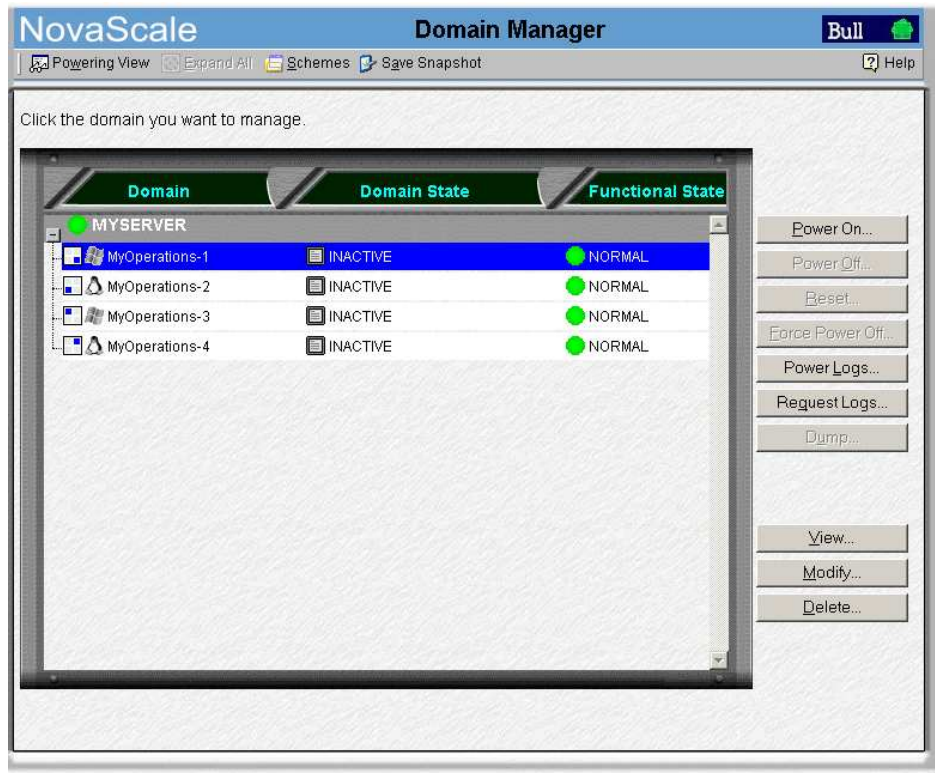 NovaScale Domain Manager Bull
Powering View Expand All Schemes Save Snapshot Help
Click the domain you want to manage.
Domain Domain State Functional State
MYSERVER
MyOperations-1 INACTIVE NORMAL
MyOperations-2 INACTIVE NORMAL
MyOperations-3 INACTIVE NORMAL
MyOperations-4 INACTIVE NORMAL
Power On...
Power Off...
Reset...
Force Power Off...
Power Logs...
Request Logs...
Dump...
View...
Modify...
Delete...